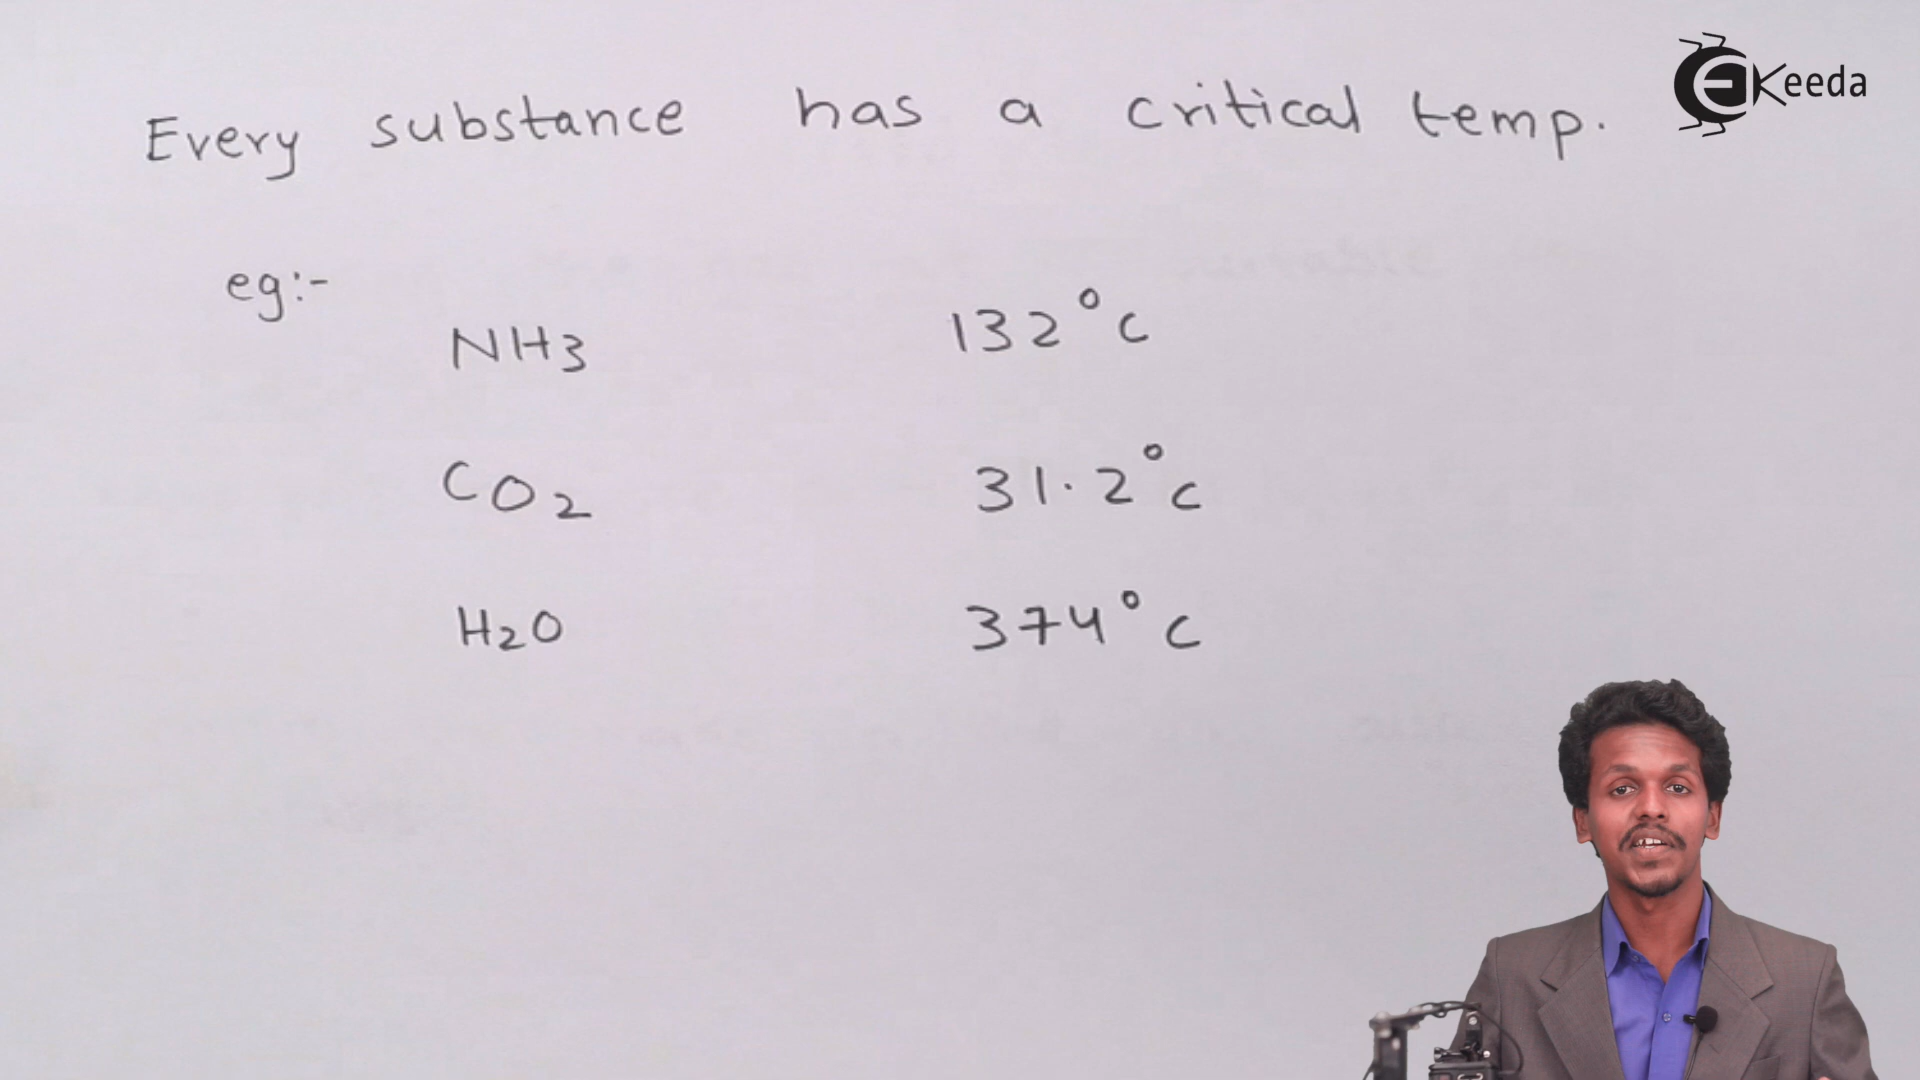 EKeeda
Every substance has a critical temp.
eg:-
NH3 132°c
CO2 31.2°c
H2O 374°c